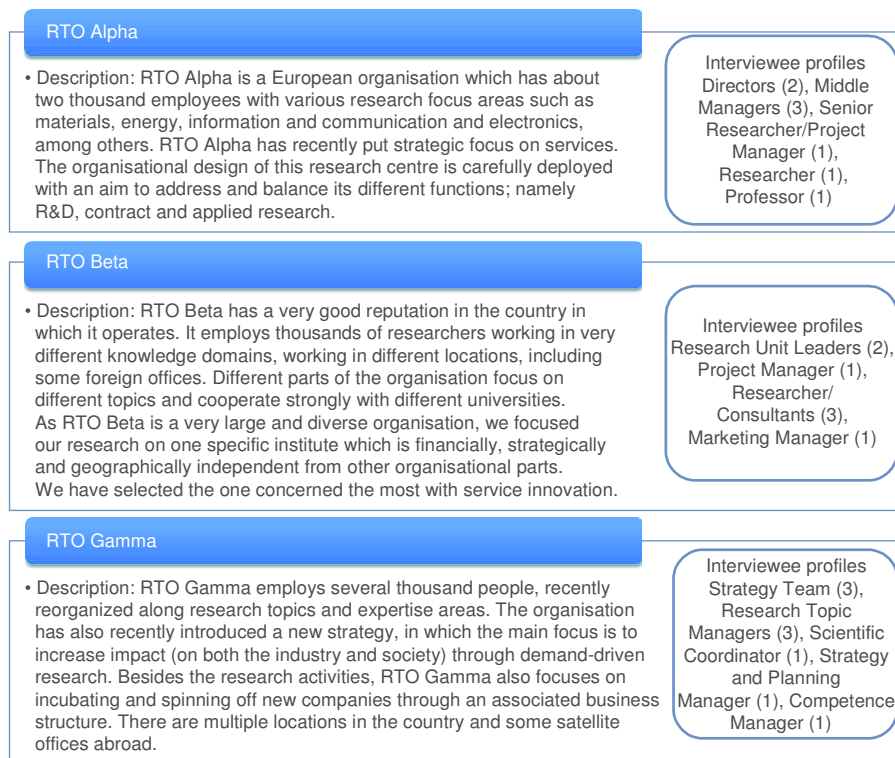 RTO Alpha
• Description: RTO Alpha is a European organisation which has about
two thousand employees with various research focus areas such as
materials, energy, information and communication and electronics,
among others. RTO Alpha has recently put strategic focus on services.
The organisational design of this research centre is carefully deployed
with an aim to address and balance its different functions; namely
R&D, contract and applied research.
Interviewee profiles
Directors (2), Middle
Managers (3), Senior
Researcher/Project
Manager (1),
Researcher (1),
Professor (1)
RTO Beta
• Description: RTO Beta has a very good reputation in the country in
which it operates. It employs thousands of researchers working in very
different knowledge domains, working in different locations, including
some foreign offices. Different parts of the organisation focus on
different topics and cooperate strongly with different universities.
As RTO Beta is a very large and diverse organisation, we focused
our research on one specific institute which is financially, strategically
and geographically independent from other organisational parts.
We have selected the one concerned the most with service innovation.
Interviewee profiles
Research Unit Leaders (2),
Project Manager (1),
Researcher/
Consultants (3),
Marketing Manager (1)
RTO Gamma
• Description: RTO Gamma employs several thousand people, recently
reorganized along research topics and expertise areas. The organisation
has also recently introduced a new strategy, in which the main focus is to
increase impact (on both the industry and society) through demand-driven
research. Besides the research activities, RTO Gamma also focuses on
incubating and spinning off new companies through an associated business
structure. There are multiple locations in the country and some satellite
offices abroad.
Interviewee profiles
Strategy Team (3),
Research Topic
Managers (3), Scientific
Coordinator (1), Strategy
and Planning
Manager (1), Competence
Manager (1)